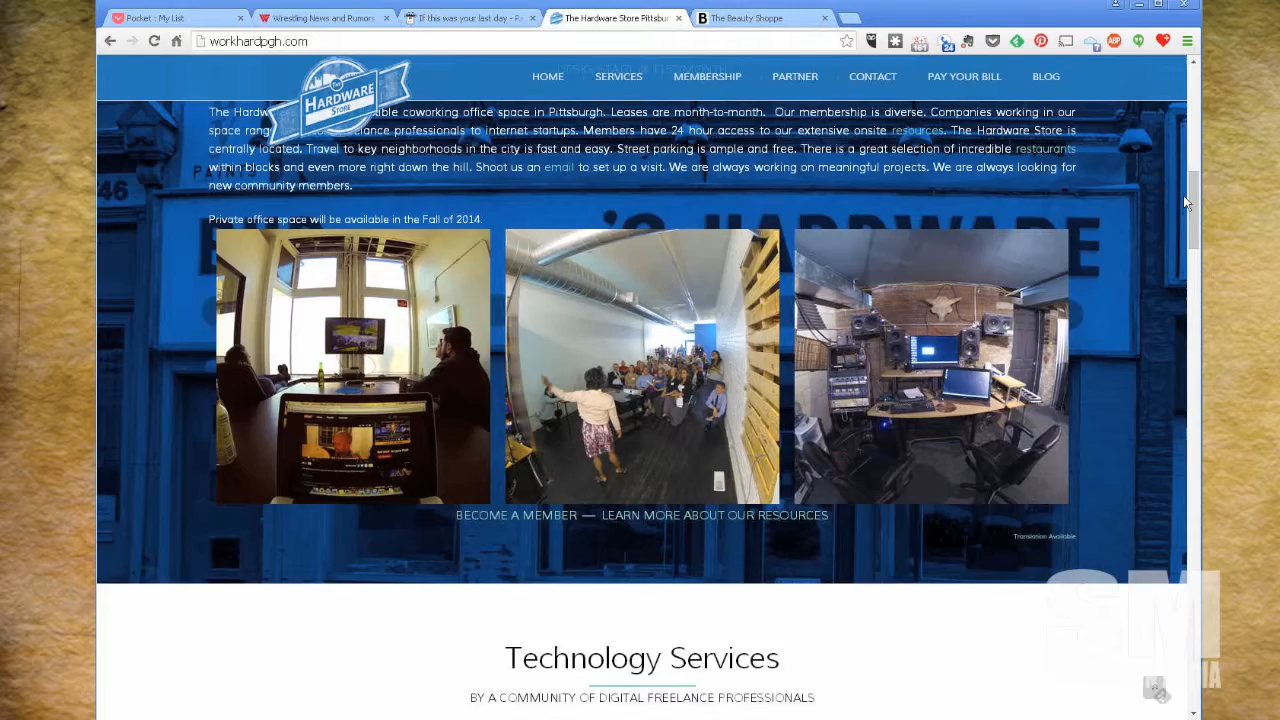 Pocket : My List
Wrestling News and Rumors
If this was your last day - Ra
The Hardware Store Pittsbur
The Beauty Shoppe
workhardpgh.com
THE HARDWARE STORE
HOME SERVICES MEMBERSHIP PARTNER CONTACT PAY YOUR BILL BLOG
The Hardw tible coworking office space in Pittsburgh. Leases are month-to-month. Our membership is diverse. Companies working in our
space rang elance professionals to internet startups. Members have 24 hour access to our extensive onsite resources. The Hardware Store is
centrally located. Travel to key neighborhoods in the city is fast and easy. Street parking is ample and free. There is a great selection of incredible restaurants
within blocks and even more right down the hill. Shoot us an email to set up a visit. We are always working on meaningful projects. We are always looking for
new community members.
Private office space will be available in the Fall of 2014.
'S HARDWARE
BECOME A MEMBER — LEARN MORE ABOUT OUR RESOURCES
Translation Available
Technology Services
BY A COMMUNITY OF DIGITAL FREELANCE PROFESSIONALS
SM